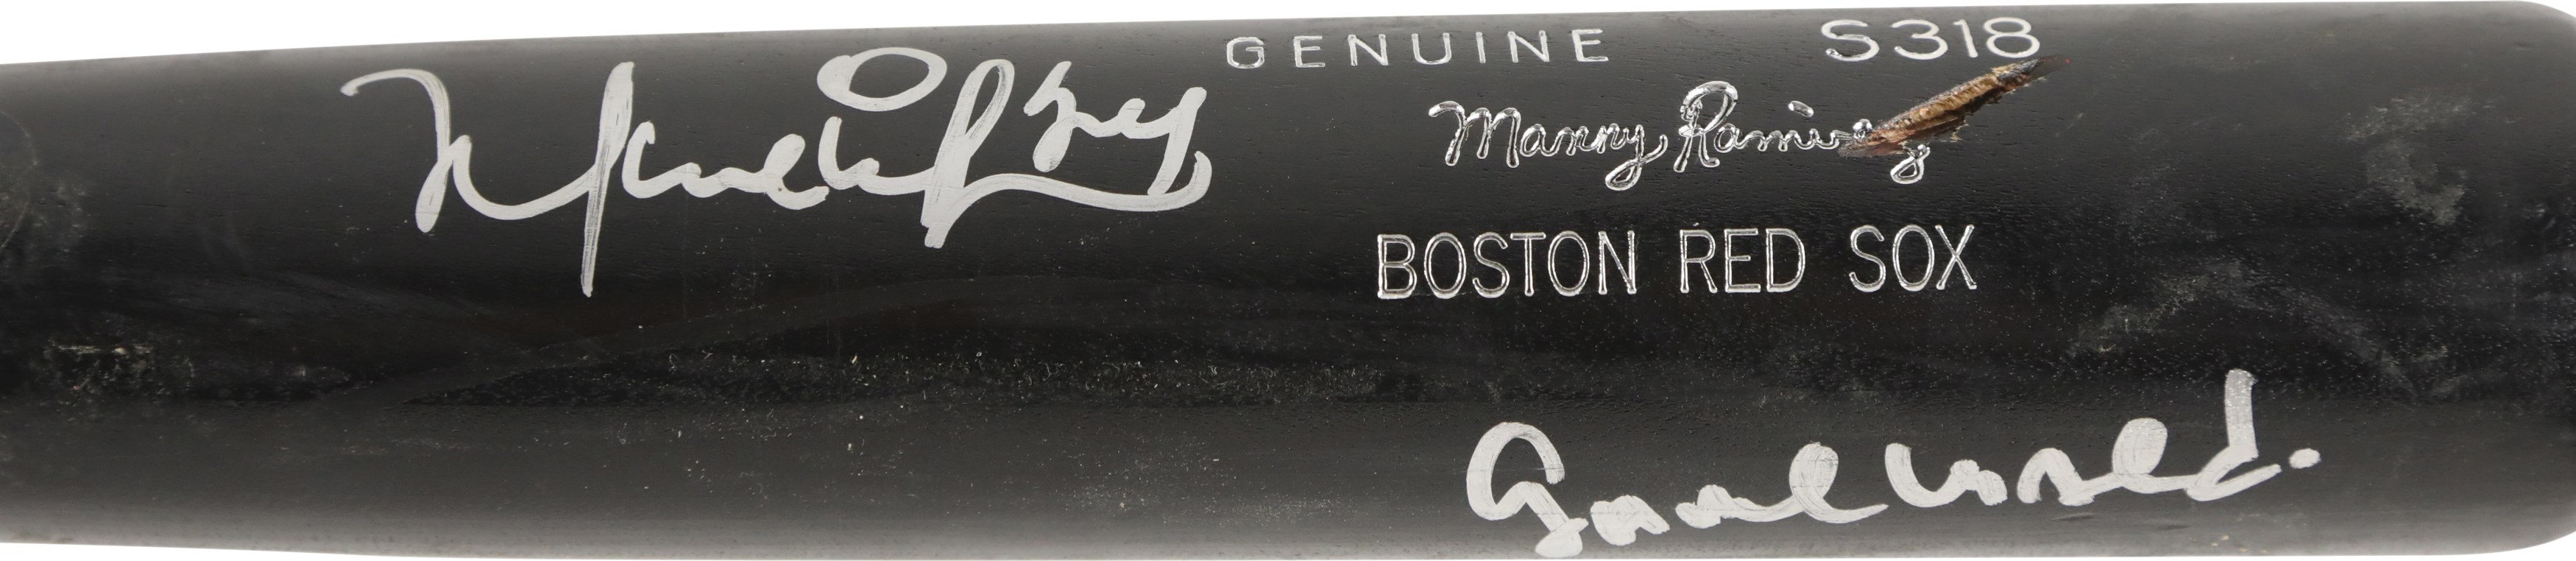 GENUINE S318
Manny Ramirez
BOSTON RED SOX
Game Used.